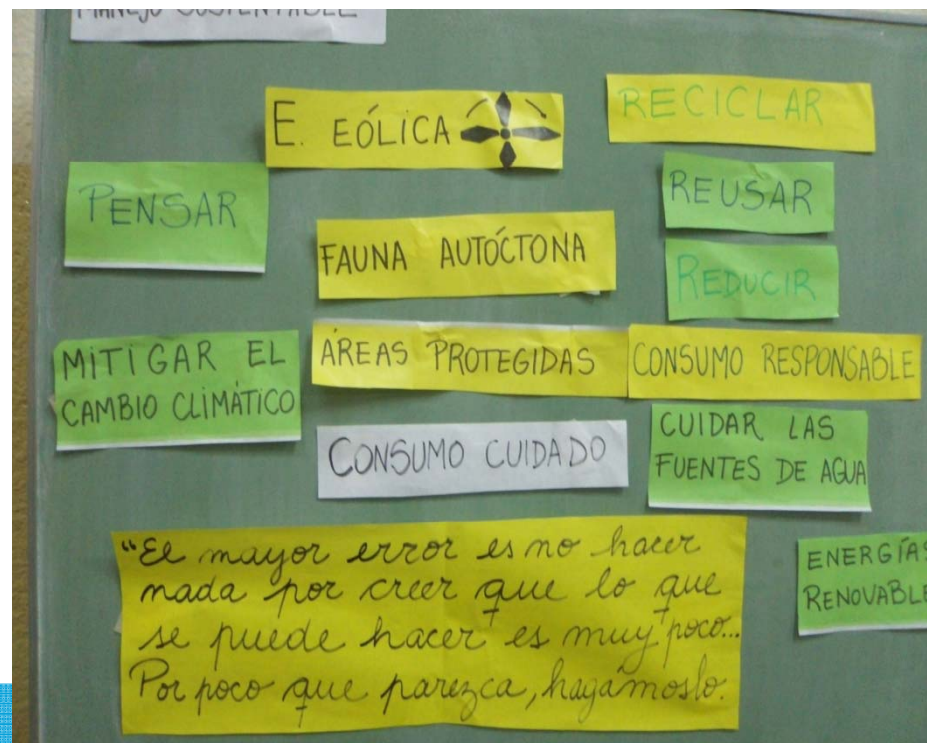 MANEJO SUSTENTABLE
E. EÓLICA
RECICLAR
PENSAR
REUSAR
FAUNA AUTÓCTONA
REDUCIR
MITIGAR EL
CAMBIO CLIMÁTICO
ÁREAS PROTEGIDAS
CONSUMO RESPONSABLE
CONSUMO CUIDADO
CUIDAR LAS
FUENTES DE AGUA
"El mayor error es no hacer
nada por creer que lo que
se puede hacer es muy poco...
Por poco que parezca, hagámoslo.
ENERGÍAS
RENOVABLE